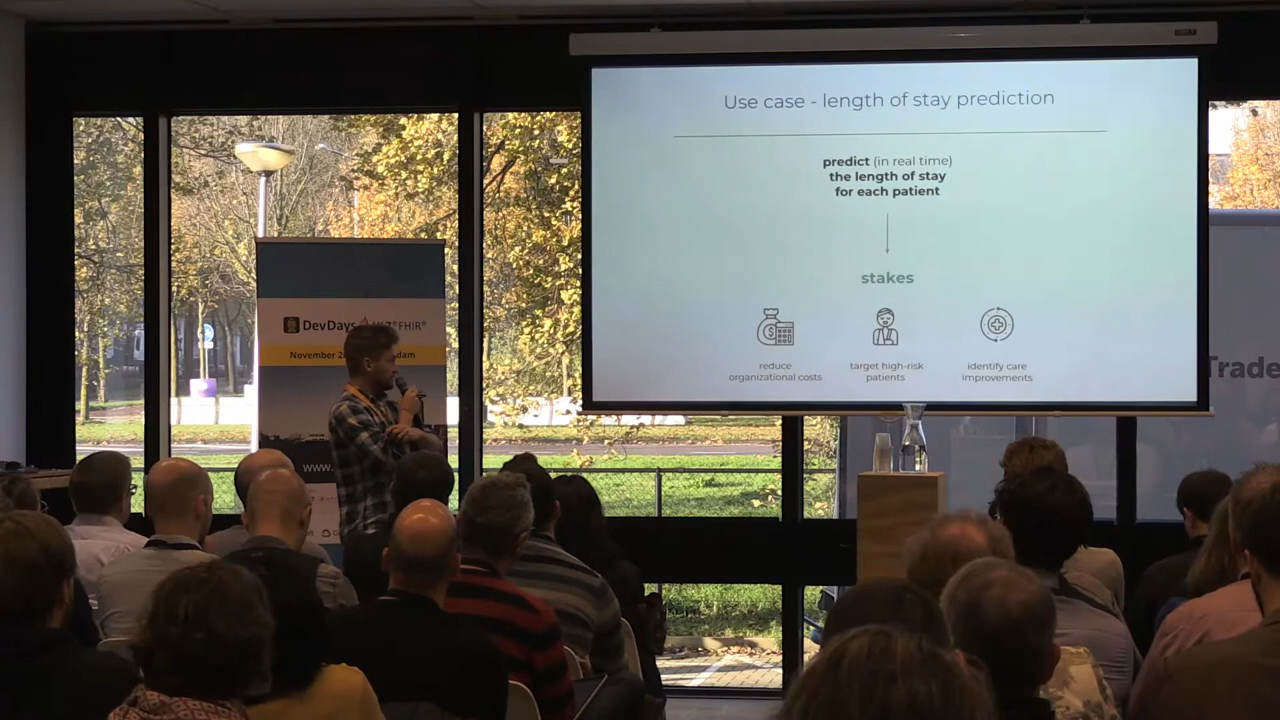 Use case - length of stay prediction
predict (in real time)
the length of stay
for each patient
stakes
reduce
organizational costs
target high-risk
patients
identify care
improvements
DevDays FHIR®
November
www.
Trade